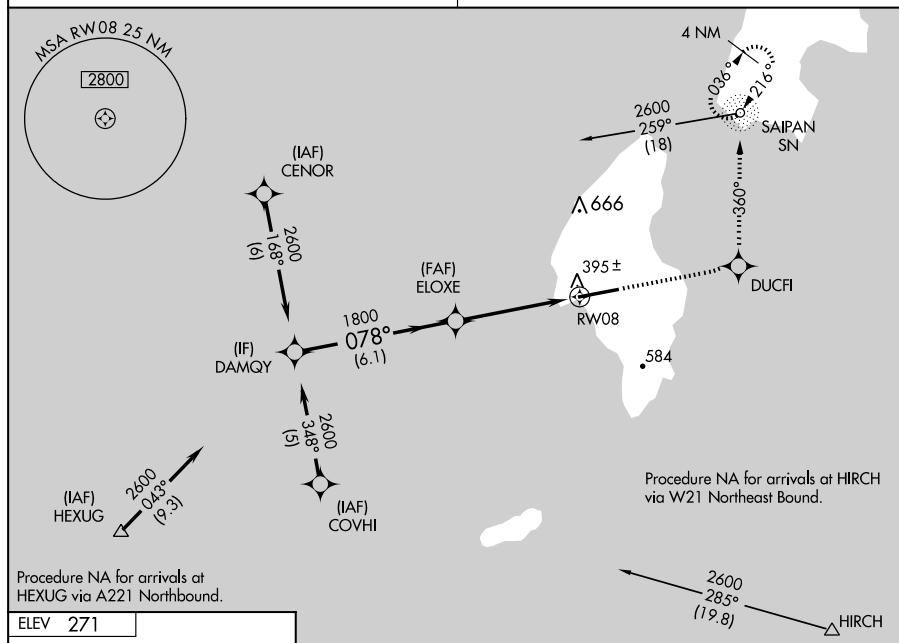 MSA RW08 25 NM
2800
4 NM
036°
216°
2600
259°
(18)
SAIPAN
SN
(IAF)
CENOR
2600
168°
(6)
666
360°
395 ±
(FAF)
ELOXE
DUCFI
RW08
1800
078°
(6.1)
(IF)
DAMQY
584
2600
348°
(5)
(IAF)
COVHI
2600
043°
(9.3)
(IAF)
HEXUG
Procedure NA for arrivals at HIRCH
via W21 Northeast Bound.
Procedure NA for arrivals at
HEXUG via A221 Northbound.
2600
285°
(19.8)
HIRCH
ELEV 271